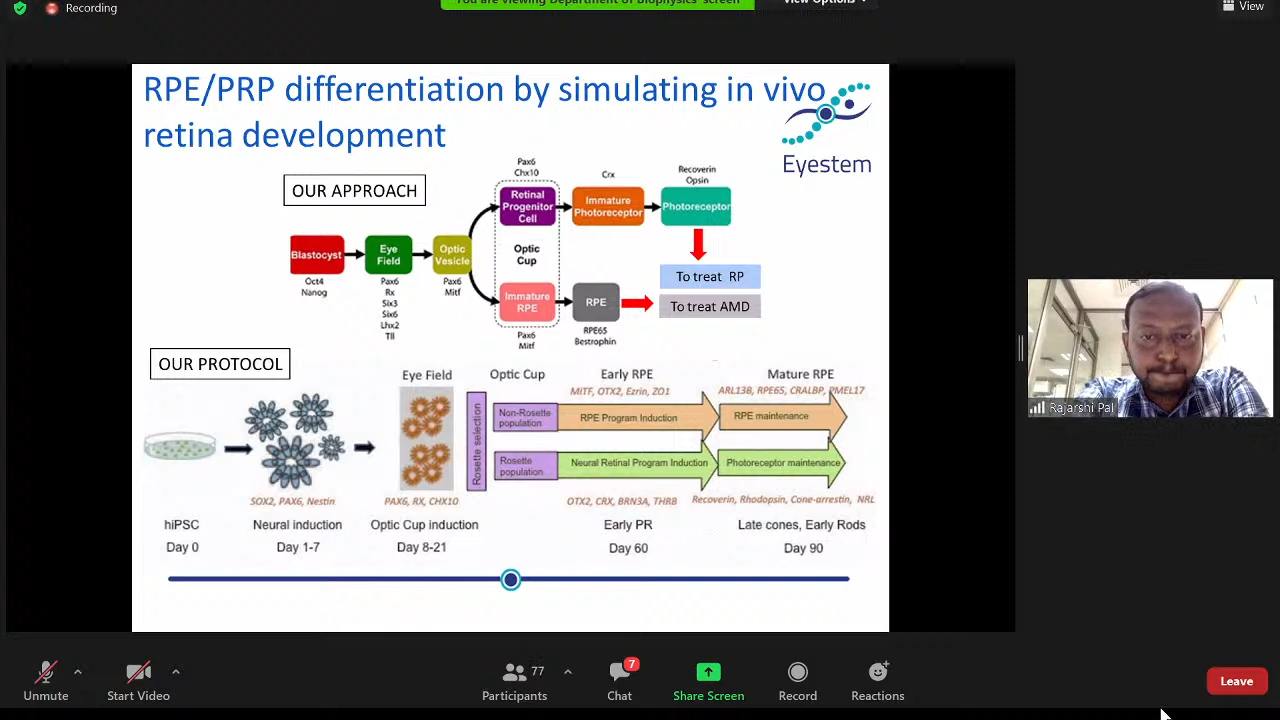 Recording
You are viewing Department of Biophysics' screen
View Options
View
RPE/PRP differentiation by simulating in vivo
retina development
Eyestem
OUR APPROACH
Pax6
Chx10
Crx
Recoverin
Opsin
Retinal
Progenitor
Cell
Immature
Photoreceptor
Photoreceptor
Blastocyst
Eye
Field
Optic
Vesicle
Optic
Cup
To treat RP
Oct4
Nanog
Pax6
Rx
Six3
Six6
Lhx2
Tll
Pax6
Mitf
Immature
RPE
RPE
To treat AMD
Pax6
Mitf
RPE65
Bestrophin
OUR PROTOCOL
Eye Field
Optic Cup
Early RPE
Mature RPE
MITF, OTX2, Ezrin, ZO1
ARL13B, RPE65, CRALBP, PMEL17
Rosette selection
Non-Rosette
population
RPE Program Induction
RPE maintenance
Rosette
population
Neural Retinal Program Induction
Photoreceptor maintenance
SOX2, PAX6, Nestin
PAX6, RX, CHX10
OTX2, CRX, BRN3A, THRB
Recoverin, Rhodopsin, Cone-arrestin, NRL
hiPSC
Neural induction
Optic Cup induction
Early PR
Late cones, Early Rods
Day 0
Day 1-7
Day 8-21
Day 60
Day 90
Rajarshi Pal
Unmute
Start Video
77
Participants
7
Chat
Share Screen
Record
Reactions
Leave